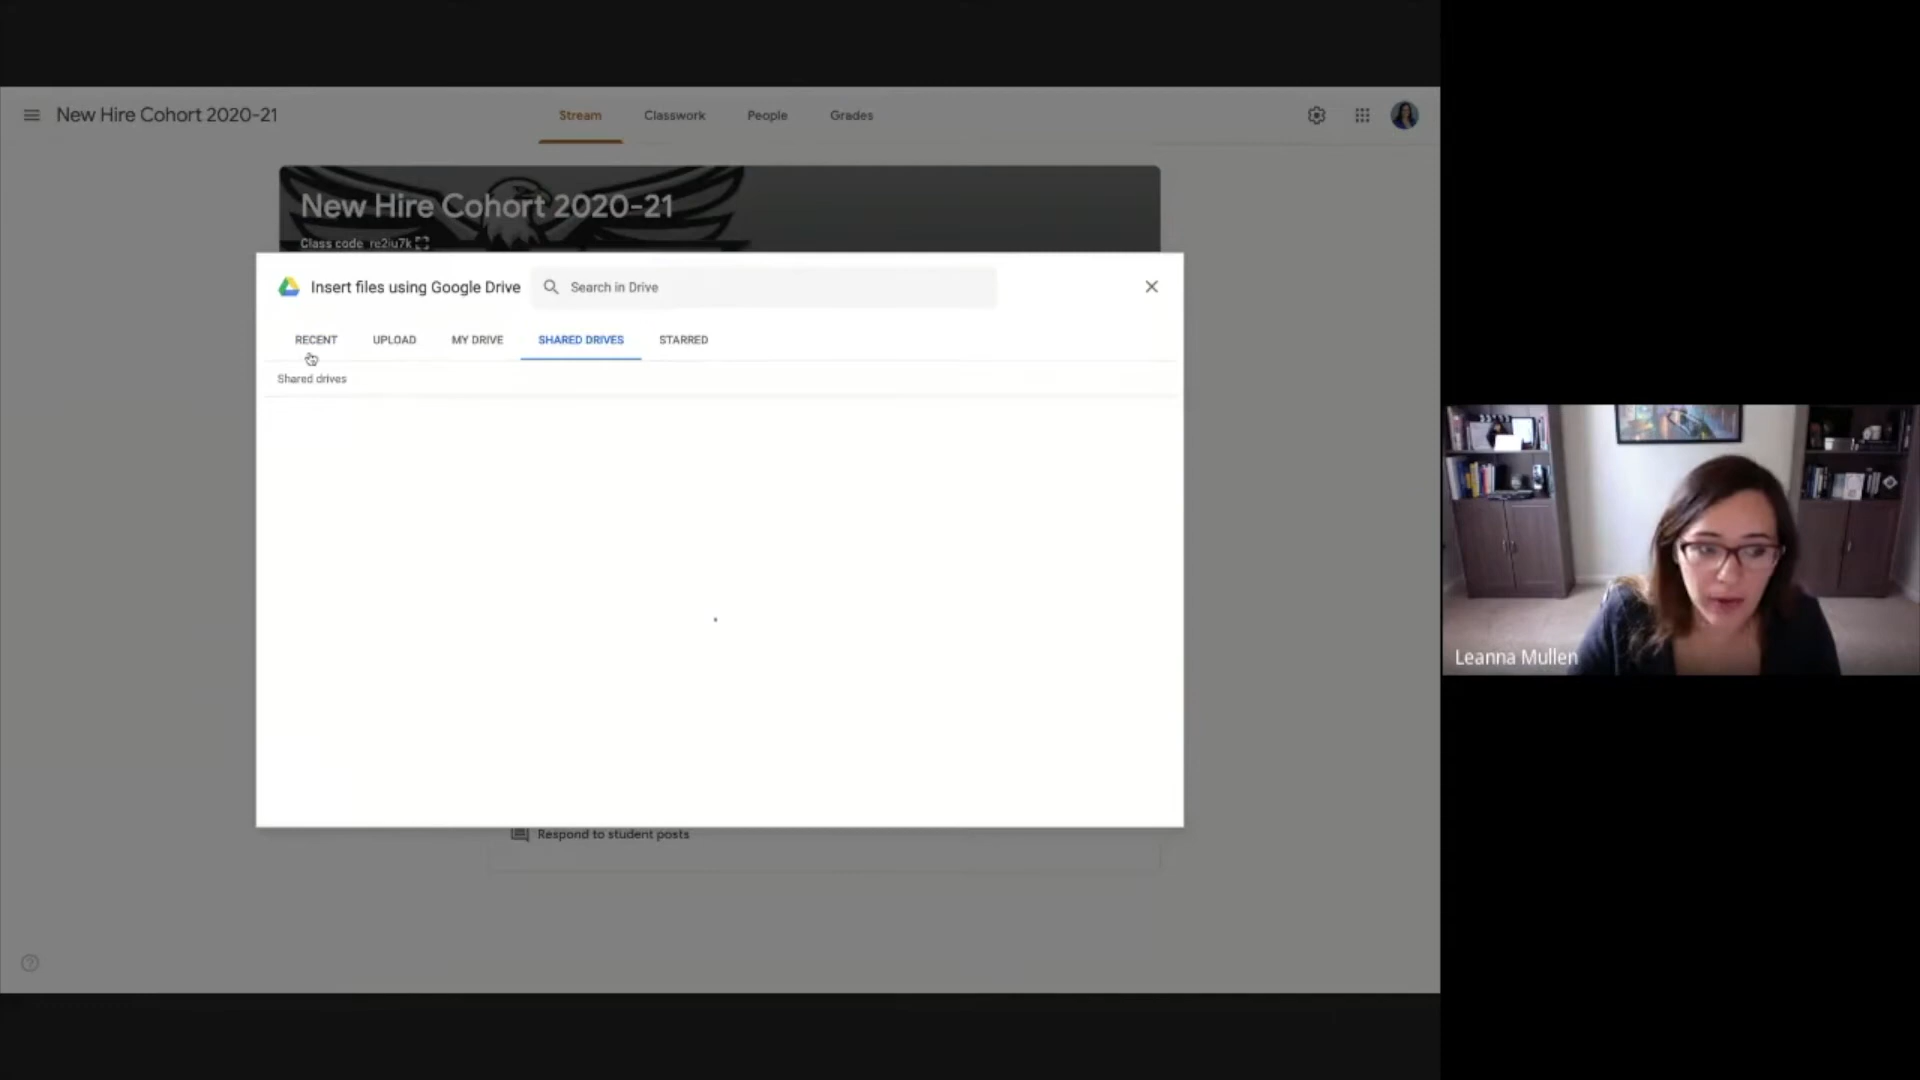 New Hire Cohort 2020-21
Stream Classwork People Grades
New Hire Cohort 2020-21
Class code re2iu7k
Insert files using Google Drive
Search in Drive
RECENT UPLOAD MY DRIVE SHARED DRIVES STARRED
Shared drives
Respond to student posts
Leanna Mullen